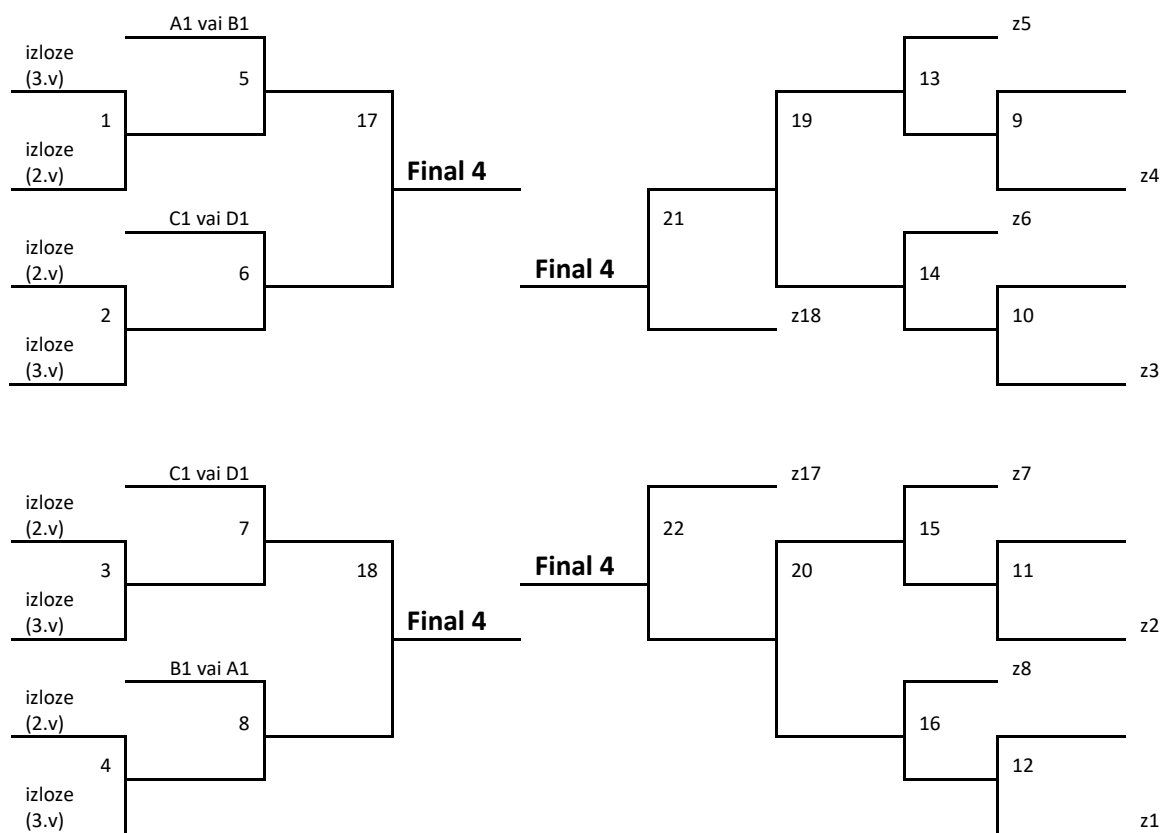 A1 vai B1
z5
izloze
(3.v)
5
13
1
17
19
9
izloze
(2.v)
Final 4
z4
C1 vai D1
21
z6
izloze
(2.v)
6
Final 4
14
2
z18
10
izloze
(3.v)
z3
C1 vai D1
z17
z7
izloze
(2.v)
7
22
15
3
18
Final 4
20
11
izloze
(3.v)
Final 4
z2
B1 vai A1
z8
izloze
(2.v)
8
16
4
12
izloze
(3.v)
z1